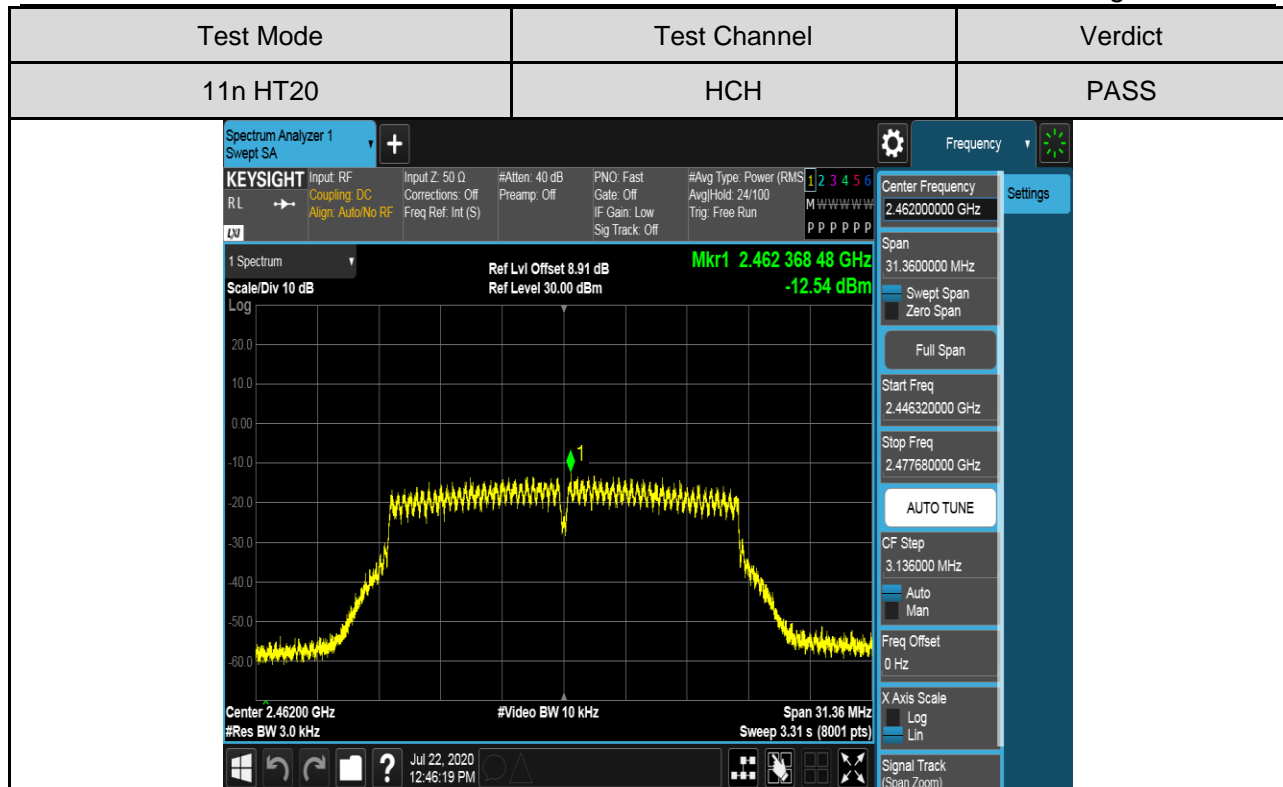 Test Mode Test Channel Verdict
11n HT20 HCH PASS
Spectrum Analyzer 1
Swept SA
Frequency
KEYSIGHT Input: RF Input Z: 50 Ω #Atten: 40 dB PNO: Fast #Avg Type: Power (RMS 1 2 3 4 5 6
RL Coupling: DC Corrections: Off Preamp: Off Gate: Off Avg|Hold: 24/100 M W W W W W
Align: Auto/No RF Freq Ref: Int (S) IF Gain: Low Trig: Free Run
LXI Sig Track: Off P P P P P P
1 Spectrum
Scale/Div 10 dB
Ref Lvl Offset 8.91 dB
Ref Level 30.00 dBm
Mkr1 2.462 368 48 GHz
-12.54 dBm
Log
20.0
10.0
0.00
-10.0
-20.0
-30.0
-40.0
-50.0
-60.0
1
Center 2.46200 GHz #Video BW 10 kHz Span 31.36 MHz
#Res BW 3.0 kHz Sweep 3.31 s (8001 pts)
? Jul 22, 2020
12:46:19 PM
Center Frequency
2.462000000 GHz
Settings
Span
31.3600000 MHz
Swept Span
Zero Span
Full Span
Start Freq
2.446320000 GHz
Stop Freq
2.477680000 GHz
AUTO TUNE
CF Step
3.136000 MHz
Auto
Man
Freq Offset
0 Hz
X Axis Scale
Log
Lin
Signal Track
(Span Zoom)